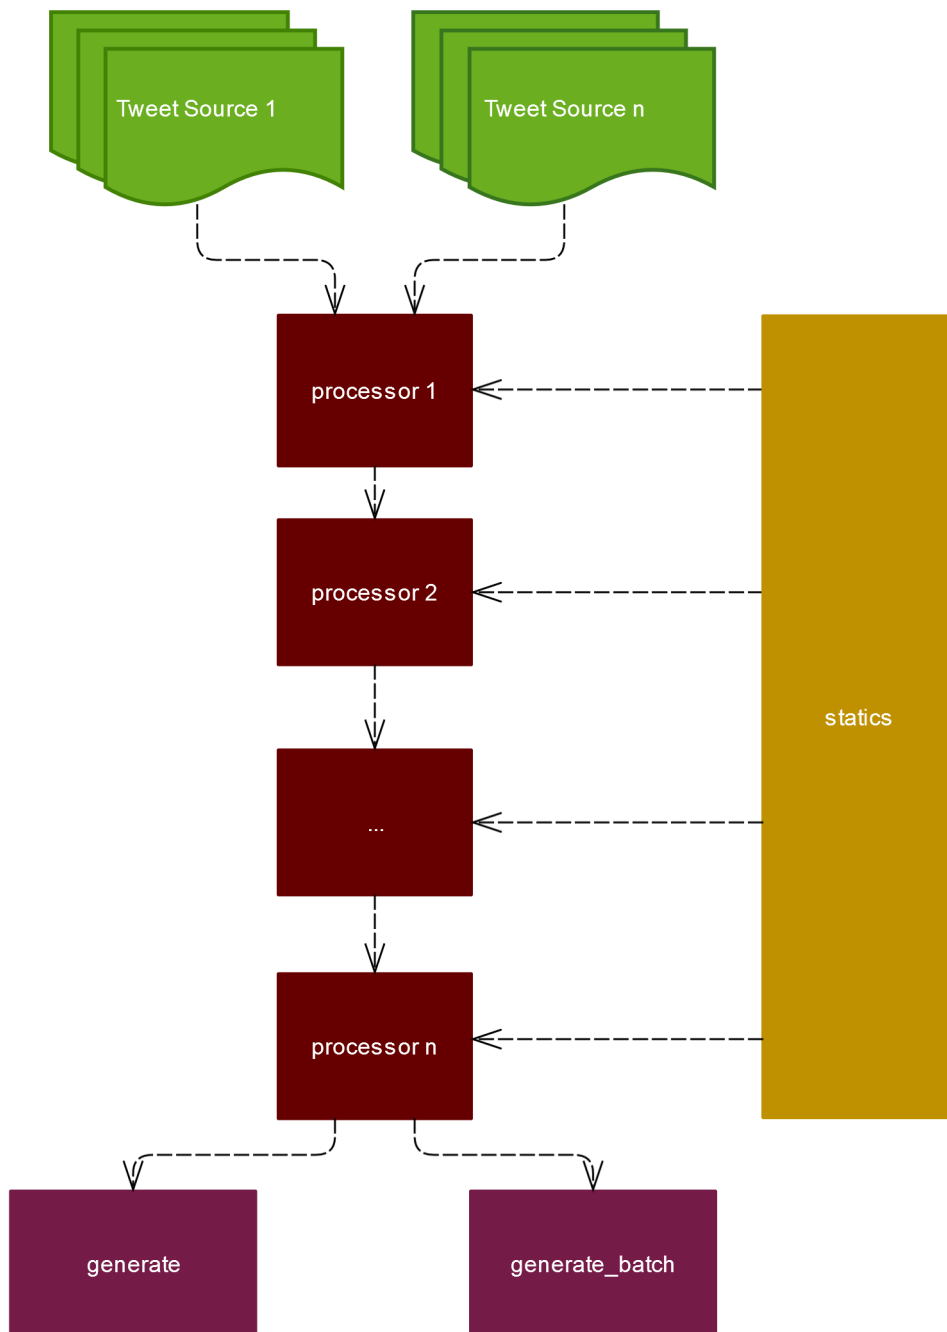 Tweet Source 1
Tweet Source n
processor 1
processor 2
statics
...
processor n
generate
generate_batch